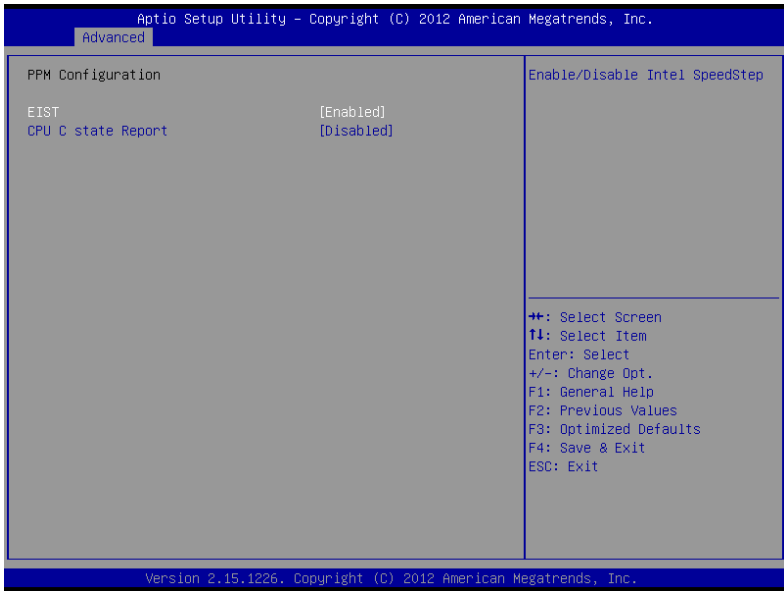 Aptio Setup Utility – Copyright (C) 2012 American Megatrends, Inc.
Advanced
PPM Configuration
EIST [Enabled]
CPU C state Report [Disabled]
Enable/Disable Intel SpeedStep
→←: Select Screen
↑↓: Select Item
Enter: Select
+/-: Change Opt.
F1: General Help
F2: Previous Values
F3: Optimized Defaults
F4: Save & Exit
ESC: Exit
Version 2.15.1226. Copyright (C) 2012 American Megatrends, Inc.